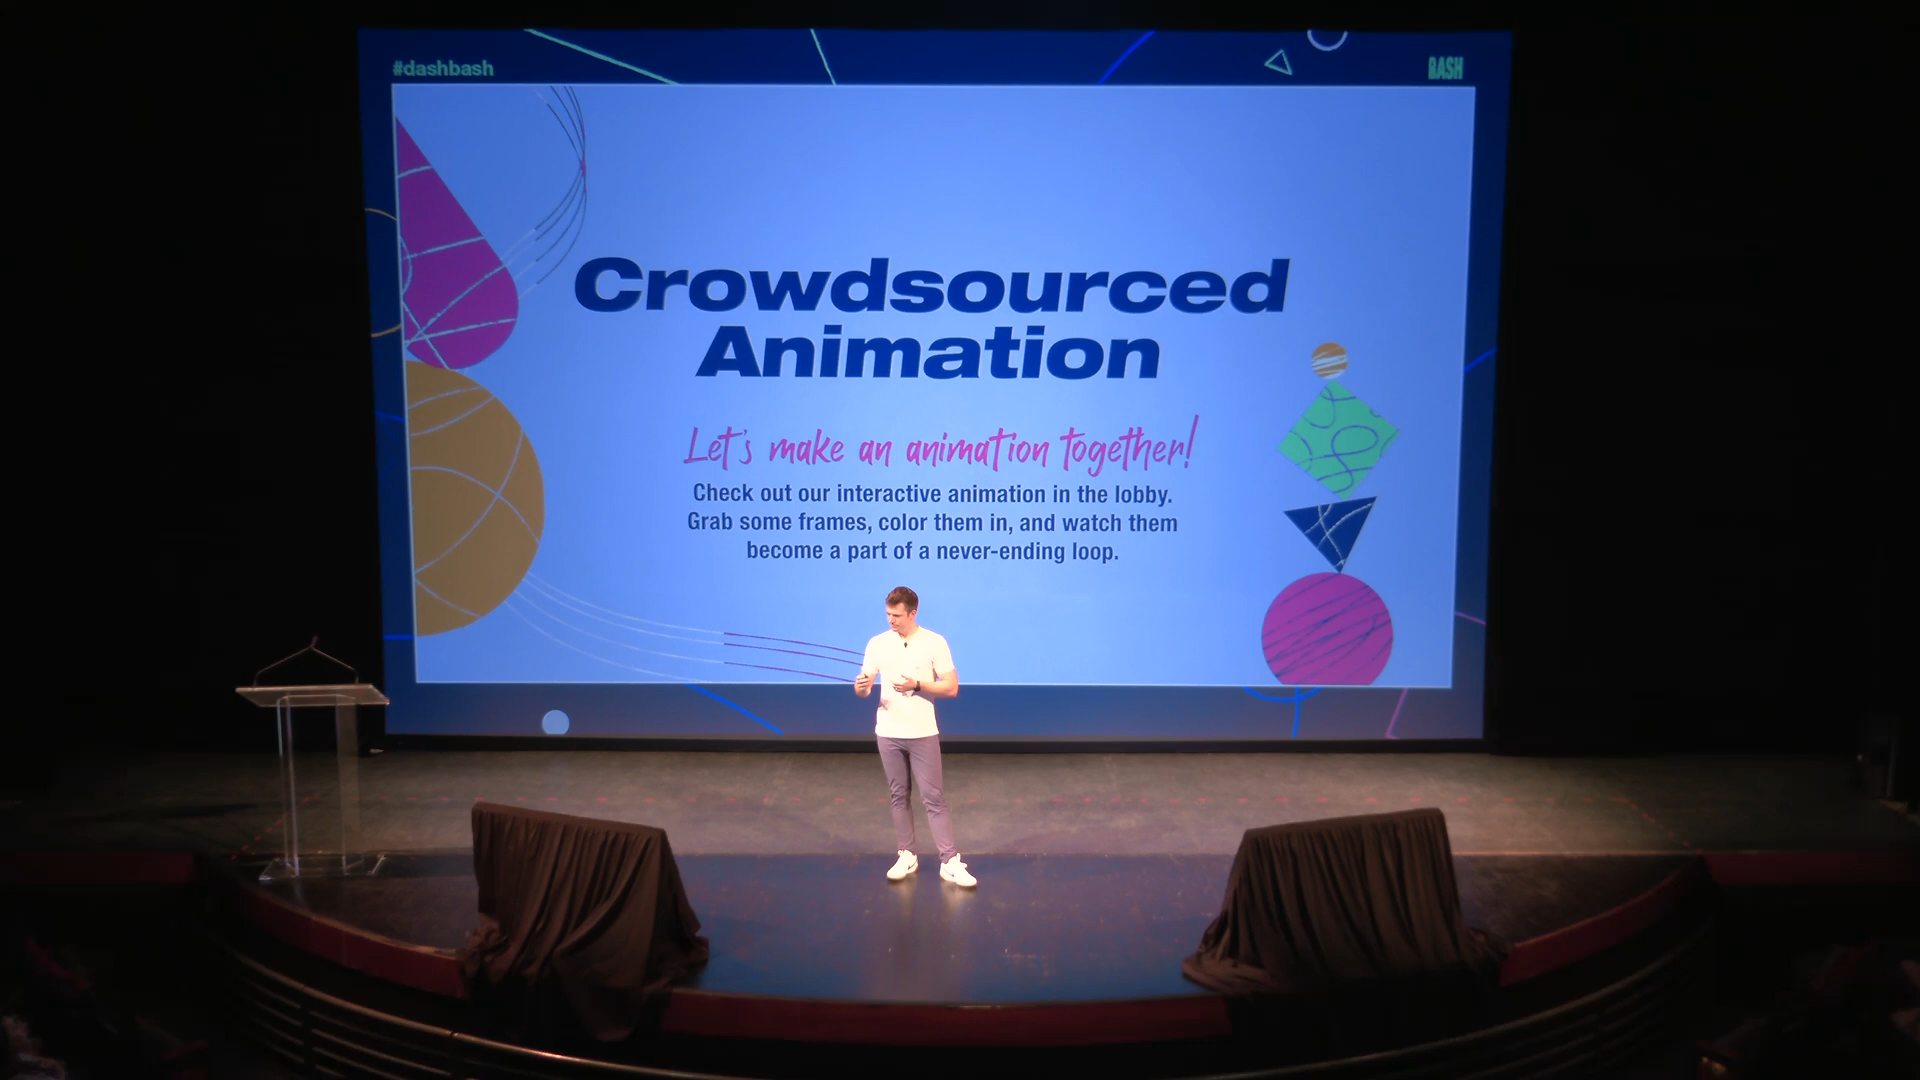 #dashbash
BASH
Crowdsourced
Animation
Let's make an animation together!
Check out our interactive animation in the lobby.
Grab some frames, color them in, and watch them
become a part of a never-ending loop.